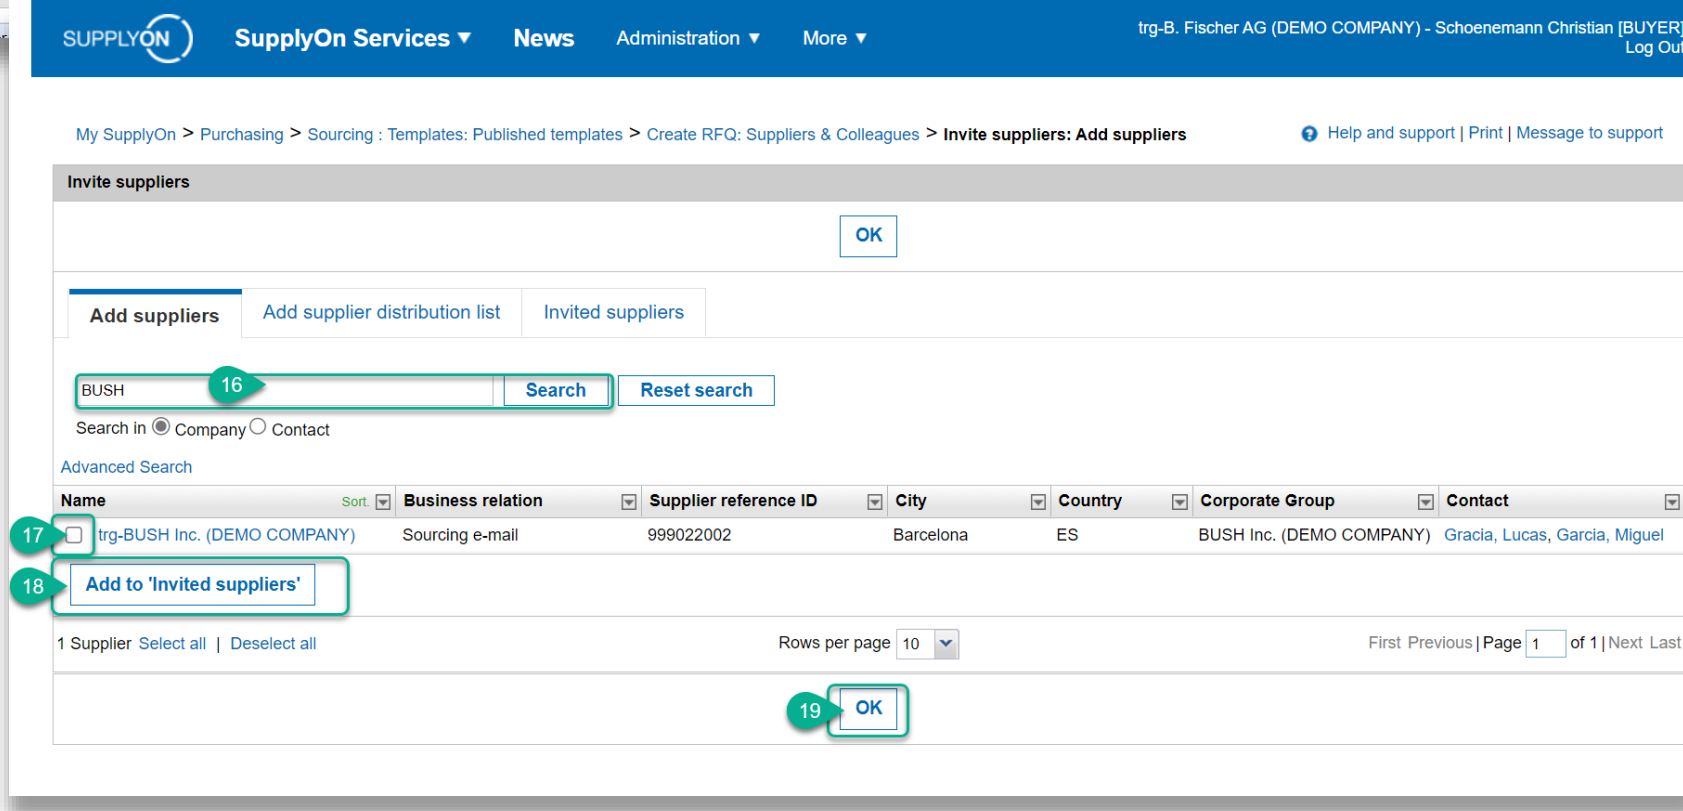 SUPPLYON SupplyOn Services ▼ News Administration ▼ More ▼
trg-B. Fischer AG (DEMO COMPANY) - Schoenemann Christian [BUYER]
Log Out
My SupplyOn > Purchasing > Sourcing : Templates: Published templates > Create RFQ: Suppliers & Colleagues > Invite suppliers: Add suppliers
Help and support | Print | Message to support
Invite suppliers
OK
Add suppliers Add supplier distribution list Invited suppliers
BUSH 16 Search Reset search
Search in Company Contact
Advanced Search
Name Sort. Business relation Supplier reference ID City Country Corporate Group Contact
17 trg-BUSH Inc. (DEMO COMPANY) Sourcing e-mail 999022002 Barcelona ES BUSH Inc. (DEMO COMPANY) Gracia, Lucas, Garcia, Miguel
18 Add to 'Invited suppliers'
1 Supplier Select all | Deselect all Rows per page 10 First Previous | Page 1 of 1 | Next Last
19 OK